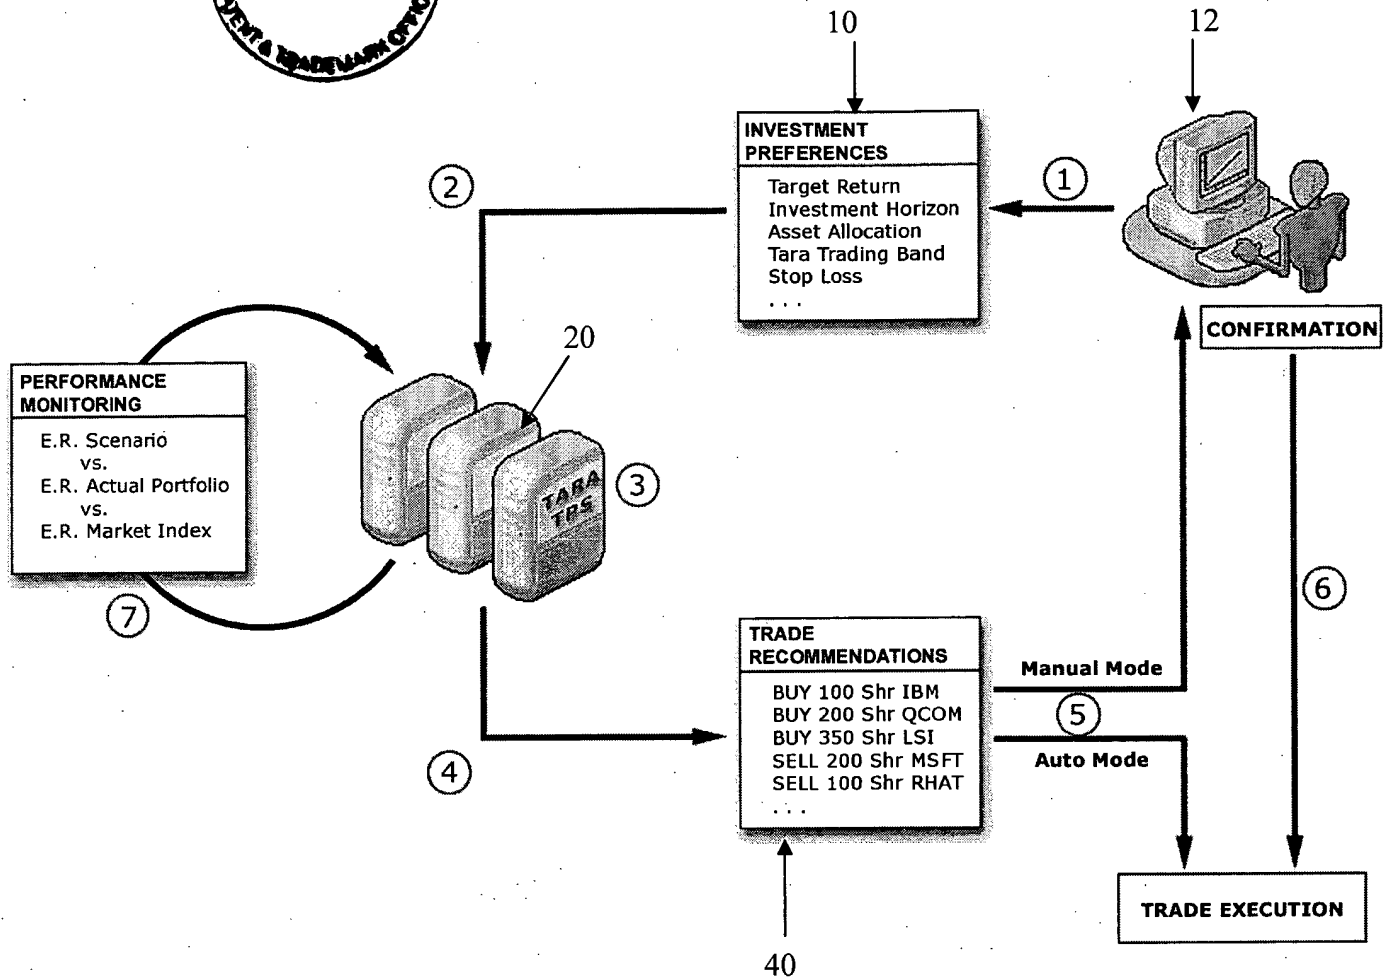 & TRADEMARK OFFIC
10
12
INVESTMENT
PREFERENCES
Target Return
Investment Horizon
Asset Allocation
Tara Trading Band
Stop Loss
. . .
1
2
CONFIRMATION
20
PERFORMANCE
MONITORING
E.R. Scenario
vs.
E.R. Actual Portfolio
vs.
E.R. Market Index
TARA
TPS
3
7
6
TRADE
RECOMMENDATIONS
BUY 100 Shr IBM
BUY 200 Shr QCOM
BUY 350 Shr LSI
SELL 200 Shr MSFT
SELL 100 Shr RHAT
. . .
Manual Mode
5
Auto Mode
4
TRADE EXECUTION
40